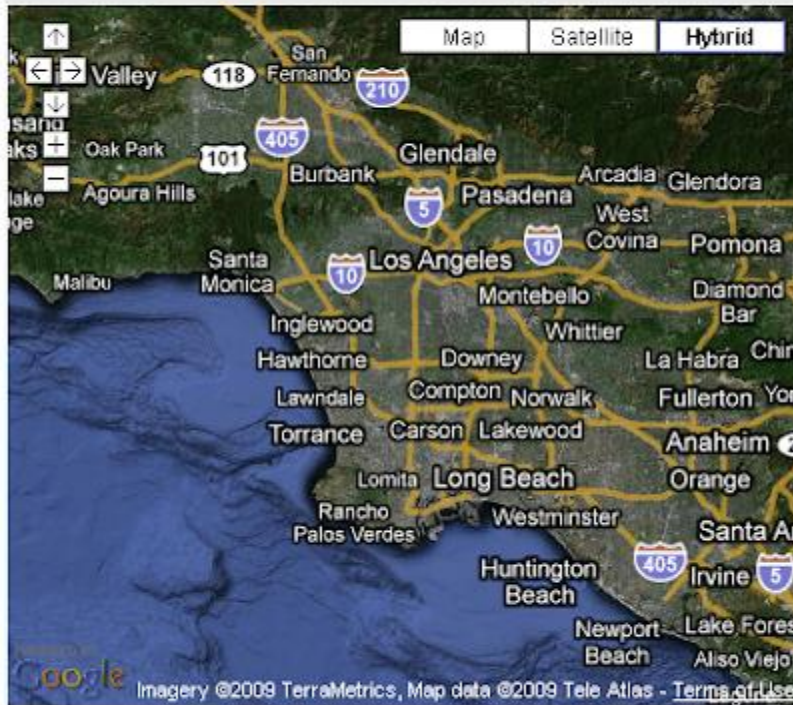 Map Satellite Hybrid
San
Fernando
Valley 118
210
405
Oak Park 101
Glendale
Burbank
Arcadia Glendora
Agoura Hills
Pasadena
5
West
Covina
10
Pomona
Los Angeles
Santa
Monica
10
Malibu
Montebello
Diamond
Bar
Inglewood
Whittier
Hawthorne Downey La Habra
Lawndale Compton Norwalk Fullerton
Torrance Carson Lakewood Anaheim
Lomita Long Beach Orange
Rancho
Palos Verdes
Westminster
Santa A
Huntington
Beach
405
Irvine 5
Newport
Beach
Lake Fores
Aliso Viejo
Google
Imagery ©2009 TerraMetrics, Map data ©2009 Tele Atlas - Terms of Use